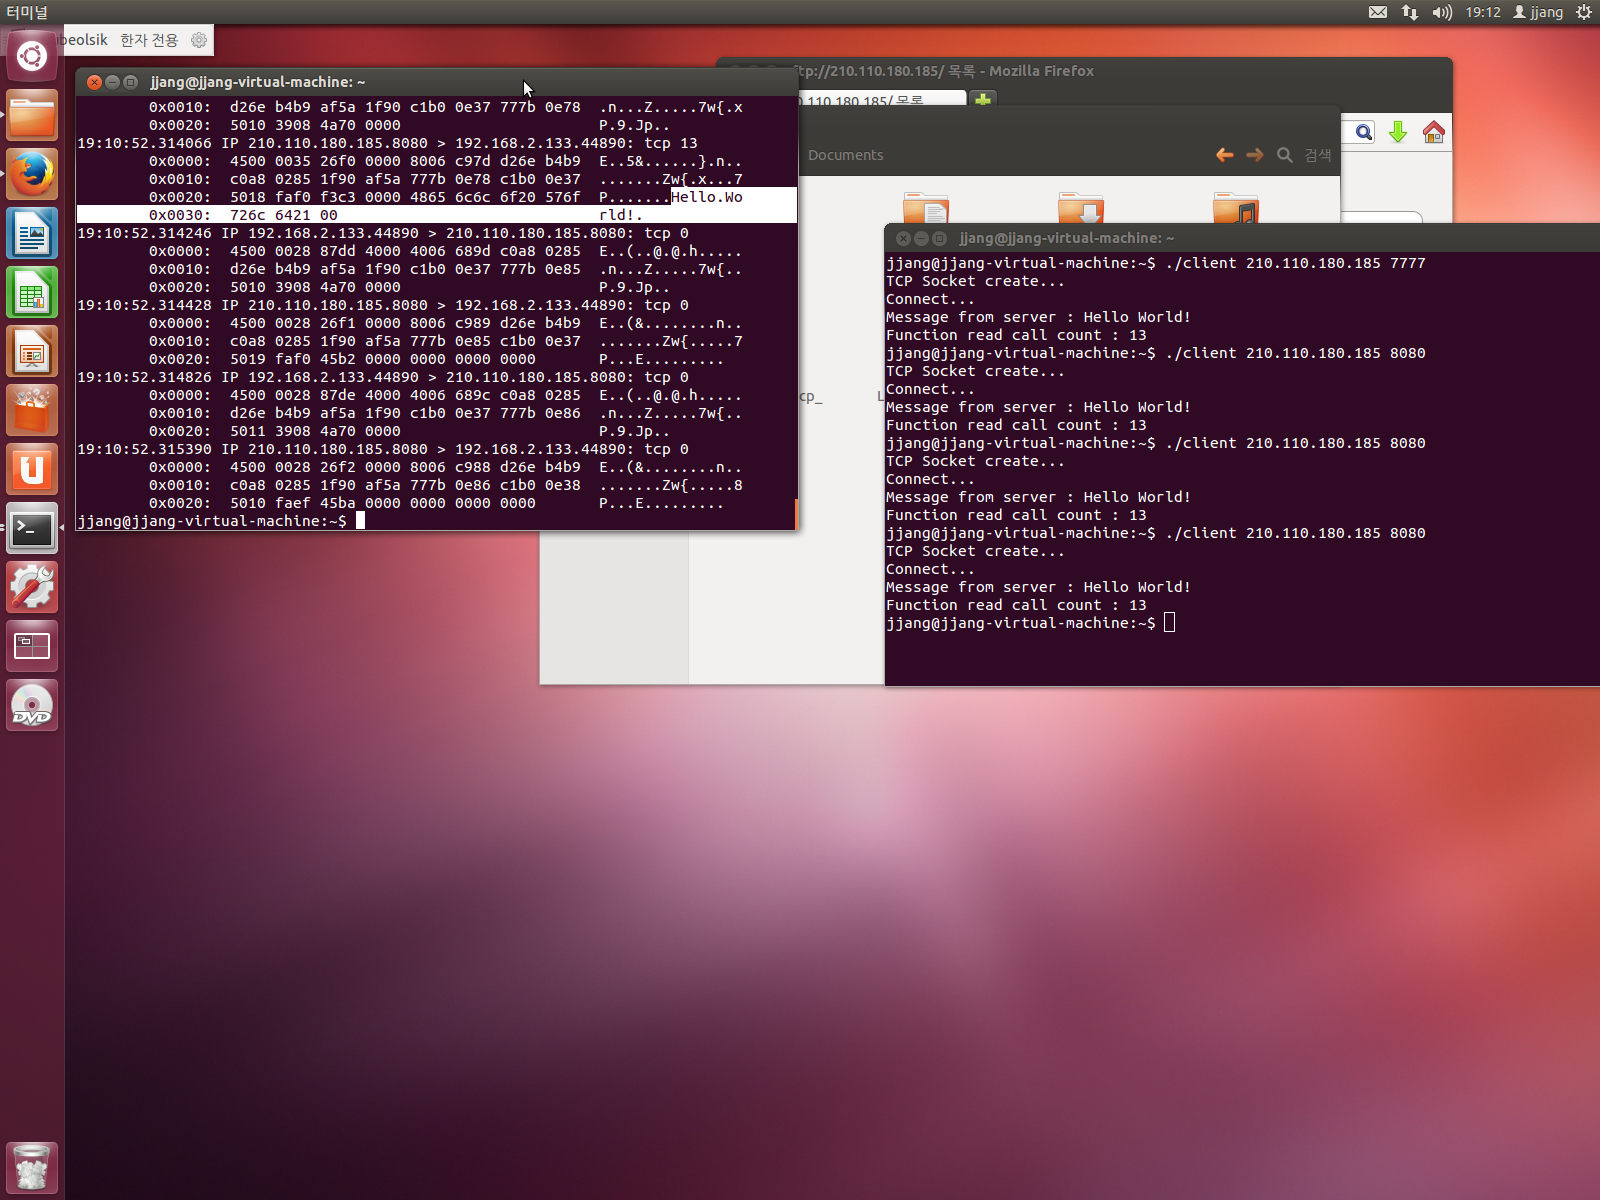 터미널
19:12
jjang
beolsik 한자 전용
jjang@jjang-virtual-machine: ~
0x0010: d26e b4b9 af5a 1f90 c1b0 0e37 777b 0e78 .n...Z.....7w{.x
0x0020: 5010 3908 4a70 0000 P.9.Jp..
19:10:52.314066 IP 210.110.180.185.8080 > 192.168.2.133.44890: tcp 13
0x0000: 4500 0035 26f0 0000 8006 c97d d26e b4b9 E..5&......}.n..
0x0010: c0a8 0285 1f90 af5a 777b 0e78 c1b0 0e37 .......Zw{.x...7
0x0020: 5018 faf0 f3c3 0000 4865 6c6c 6f20 576f P.......Hello.Wo
0x0030: 726c 6421 00 rld!.
19:10:52.314246 IP 192.168.2.133.44890 > 210.110.180.185.8080: tcp 0
0x0000: 4500 0028 87dd 4000 4006 689d c0a8 0285 E..(..@.@.h.....
0x0010: d26e b4b9 af5a 1f90 c1b0 0e37 777b 0e85 .n...Z.....7w{..
0x0020: 5010 3908 4a70 0000 P.9.Jp..
19:10:52.314428 IP 210.110.180.185.8080 > 192.168.2.133.44890: tcp 0
0x0000: 4500 0028 26f1 0000 8006 c989 d26e b4b9 E..(&........n..
0x0010: c0a8 0285 1f90 af5a 777b 0e85 c1b0 0e37 .......Zw{.....7
0x0020: 5019 faf0 45b2 0000 0000 0000 0000 P...E.........
19:10:52.314826 IP 192.168.2.133.44890 > 210.110.180.185.8080: tcp 0
0x0000: 4500 0028 87de 4000 4006 689c c0a8 0285 E..(..@.@.h.....
0x0010: d26e b4b9 af5a 1f90 c1b0 0e37 777b 0e86 .n...Z.....7w{..
0x0020: 5011 3908 4a70 0000 P.9.Jp..
19:10:52.315390 IP 210.110.180.185.8080 > 192.168.2.133.44890: tcp 0
0x0000: 4500 0028 26f2 0000 8006 c988 d26e b4b9 E..(&........n..
0x0010: c0a8 0285 1f90 af5a 777b 0e86 c1b0 0e38 .......Zw{.....8
0x0020: 5010 faef 45ba 0000 0000 0000 0000 P...E.........
jjang@jjang-virtual-machine:~$
ftp://210.110.180.185/ 목록 - Mozilla Firefox
0.110.180.185/ 목록
Documents
검색
cp_
L
jjang@jjang-virtual-machine: ~
jjang@jjang-virtual-machine:~$ ./client 210.110.180.185 7777
TCP Socket create...
Connect...
Message from server : Hello World!
Function read call count : 13
jjang@jjang-virtual-machine:~$ ./client 210.110.180.185 8080
TCP Socket create...
Connect...
Message from server : Hello World!
Function read call count : 13
jjang@jjang-virtual-machine:~$ ./client 210.110.180.185 8080
TCP Socket create...
Connect...
Message from server : Hello World!
Function read call count : 13
jjang@jjang-virtual-machine:~$ ./client 210.110.180.185 8080
TCP Socket create...
Connect...
Message from server : Hello World!
Function read call count : 13
jjang@jjang-virtual-machine:~$
DVD